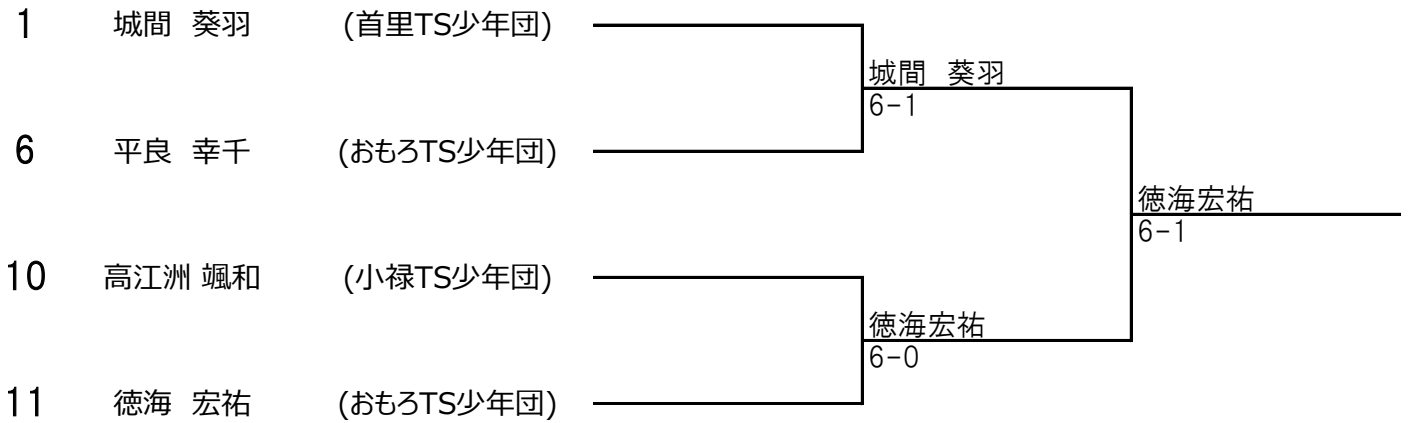 1 城間 葵羽 (首里TS少年団)
城間 葵羽
6-1
6 平良 幸千 (おもろTS少年団)
徳海宏祐
6-1
10 高江洲 颯和 (小禄TS少年団)
徳海宏祐
6-0
11 徳海 宏祐 (おもろTS少年団)